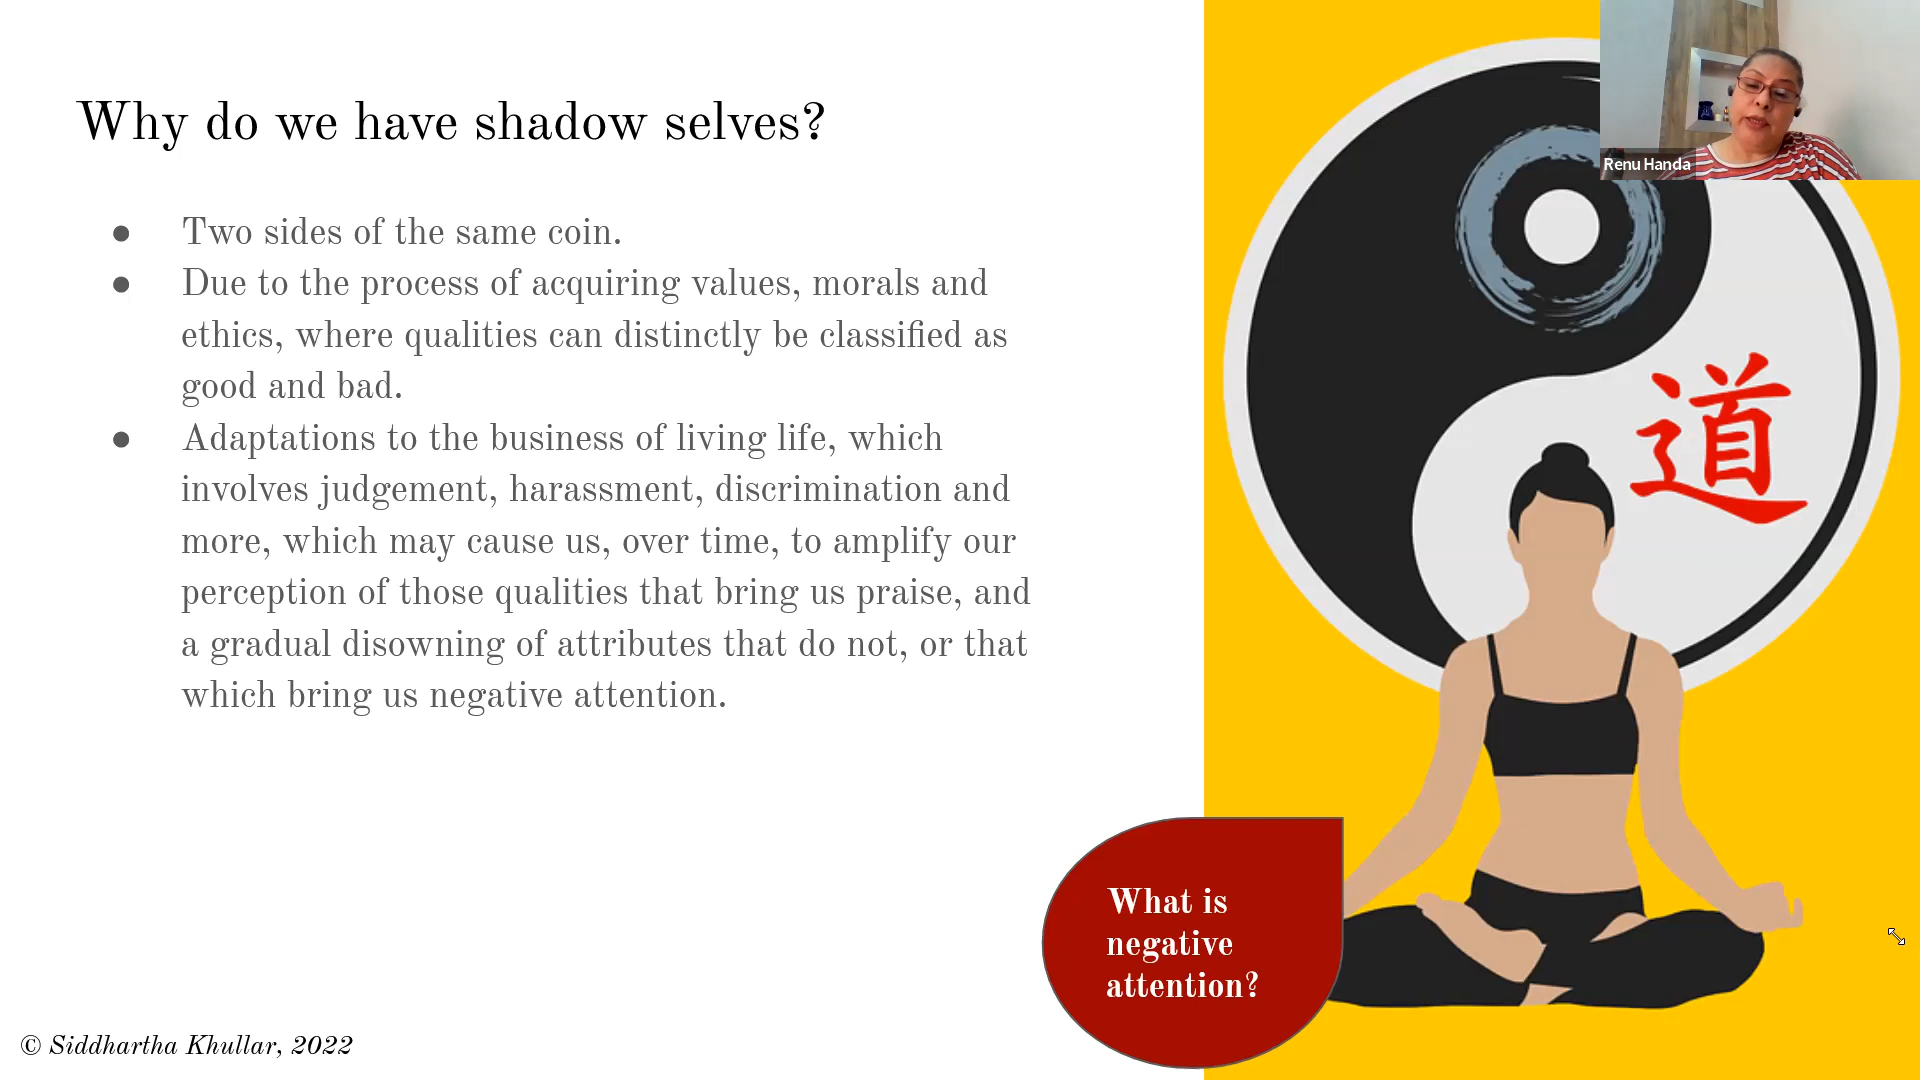 Why do we have shadow selves?
● Two sides of the same coin.
● Due to the process of acquiring values, morals and
ethics, where qualities can distinctly be classified as
good and bad.
● Adaptations to the business of living life, which
involves judgement, harassment, discrimination and
more, which may cause us, over time, to amplify our
perception of those qualities that bring us praise, and
a gradual disowning of attributes that do not, or that
which bring us negative attention.
Renu Handa
道
What is
negative
attention?
© Siddhartha Khullar, 2022